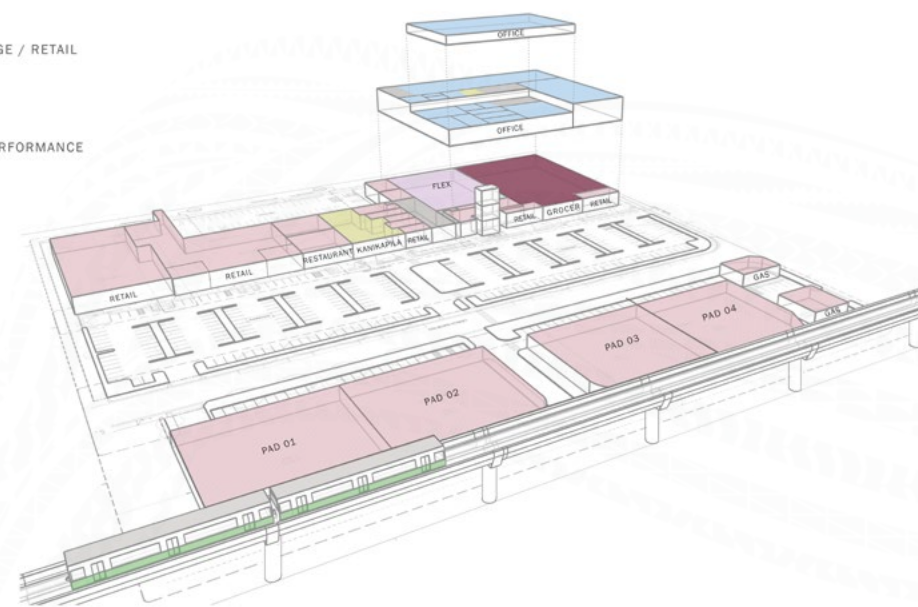 GE / RETAIL
RFORMANCE
OFFICE
OFFICE
FLEX
RETAIL
GROCER
RETAIL
RETAIL
KANIKAPILA
RESTAURANT
RETAIL
RETAIL
GAS
GAS
PAD 04
PAD 03
PAD 02
PAD 01